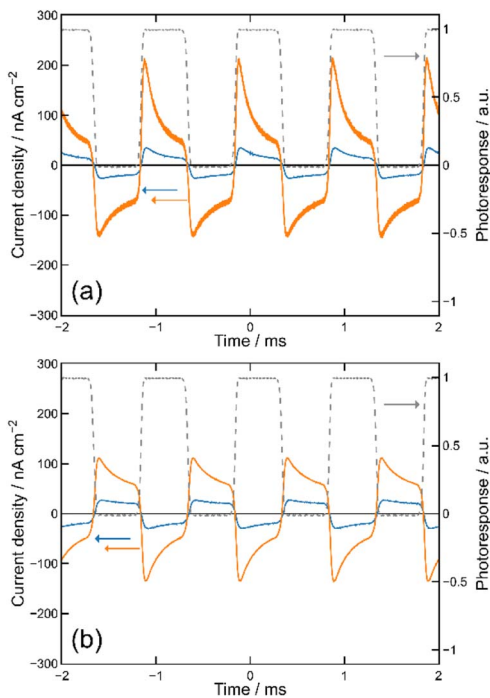 300
200
100
0
−100
−200
−300
Current density / nA cm−2
1
0.5
0
−0.5
−1
Photoresponse / a.u.
(a)
−2 −1 0 1 2
Time / ms
300
200
100
0
−100
−200
−300
Current density / nA cm−2
1
0.5
0
−0.5
−1
Photoresponse / a.u.
(b)
−2 −1 0 1 2
Time / ms